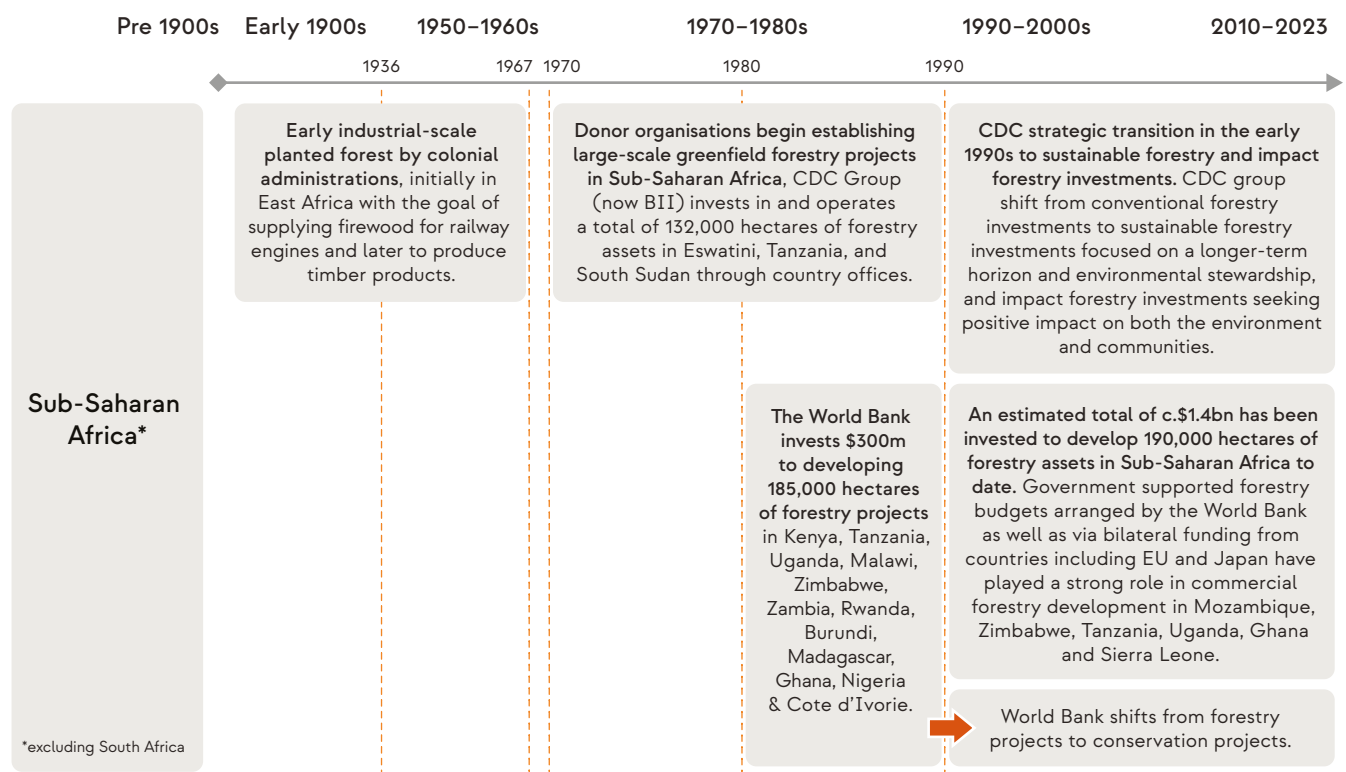 Pre 1900s
Early 1900s
1950–1960s
1970–1980s
1990–2000s
2010–2023
1936
1967
1970
1980
1990
Sub-Saharan
Africa*
*excluding South Africa
Early industrial-scale
planted forest by colonial
administrations, initially in
East Africa with the goal of
supplying firewood for railway
engines and later to produce
timber products.
Donor organisations begin establishing
large-scale greenfield forestry projects
in Sub-Saharan Africa, CDC Group
(now BII) invests in and operates
a total of 132,000 hectares of forestry
assets in Eswatini, Tanzania, and
South Sudan through country offices.
CDC strategic transition in the early
1990s to sustainable forestry and impact
forestry investments. CDC group
shift from conventional forestry
investments to sustainable forestry
investments focused on a longer-term
horizon and environmental stewardship,
and impact forestry investments seeking
positive impact on both the environment
and communities.
The World Bank
invests $300m
to developing
185,000 hectares
of forestry projects
in Kenya, Tanzania,
Uganda, Malawi,
Zimbabwe,
Zambia, Rwanda,
Burundi,
Madagascar,
Ghana, Nigeria
& Cote d'Ivorie.
An estimated total of c.$1.4bn has been
invested to develop 190,000 hectares of
forestry assets in Sub-Saharan Africa to
date. Government supported forestry
budgets arranged by the World Bank
as well as via bilateral funding from
countries including EU and Japan have
played a strong role in commercial
forestry development in Mozambique,
Zimbabwe, Tanzania, Uganda, Ghana
and Sierra Leone.
World Bank shifts from forestry
projects to conservation projects.